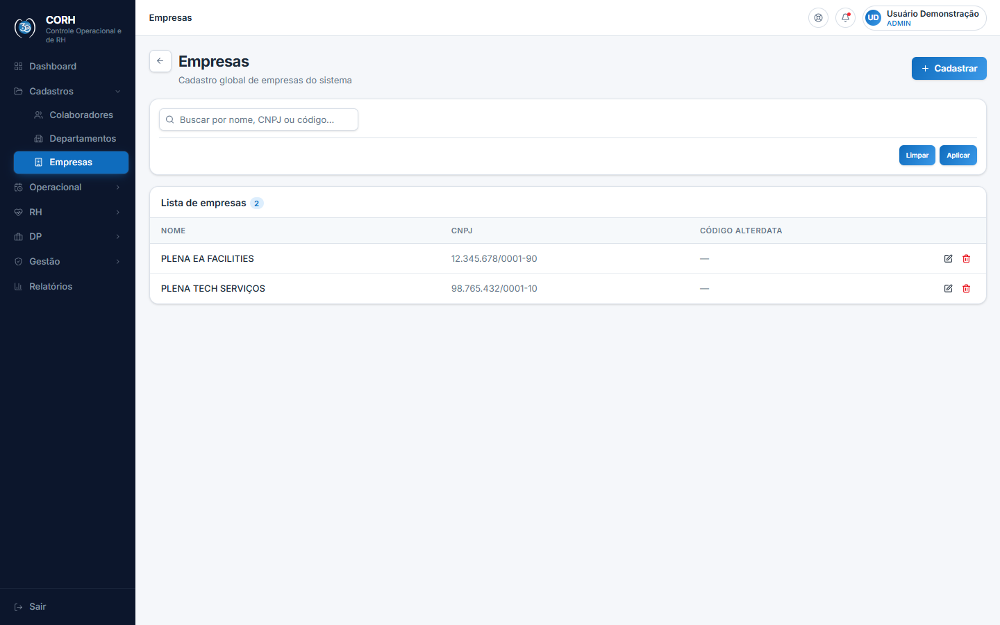 CORH
Controle Operacional e
de RH
Dashboard
Cadastros
Colaboradores
Departamentos
Empresas
Operacional
RH
DP
Gestão
Relatórios
Sair
Empresas
UD
Usuário Demonstração
ADMIN
Empresas
Cadastro global de empresas do sistema
Cadastrar
Buscar por nome, CNPJ ou código...
Limpar
Aplicar
Lista de empresas 2
NOME CNPJ CÓDIGO ALTERDATA
PLENA EA FACILITIES 12.345.678/0001-90 —
PLENA TECH SERVIÇOS 98.765.432/0001-10 —